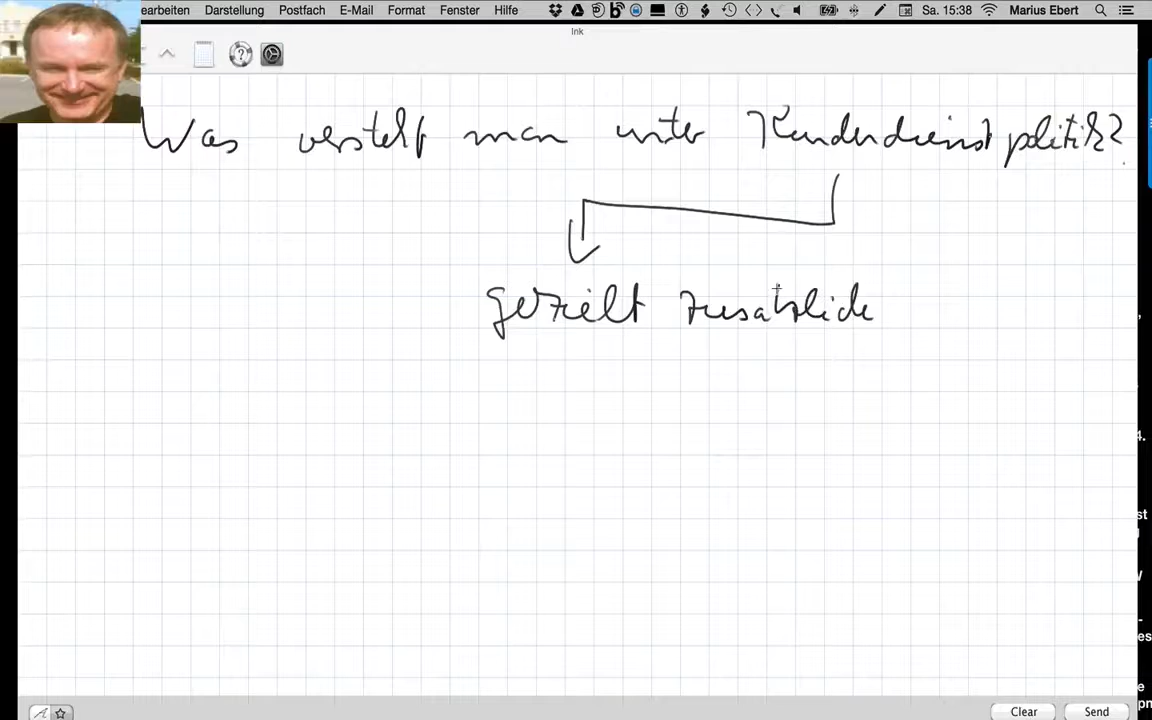 earbeiten Darstellung Postfach E-Mail Format Fenster Hilfe Sa. 15:38 Marius Ebert
Ink
Was versteht man unter Kundendienstpolitik?
gezielt zusätzliche
Clear Send